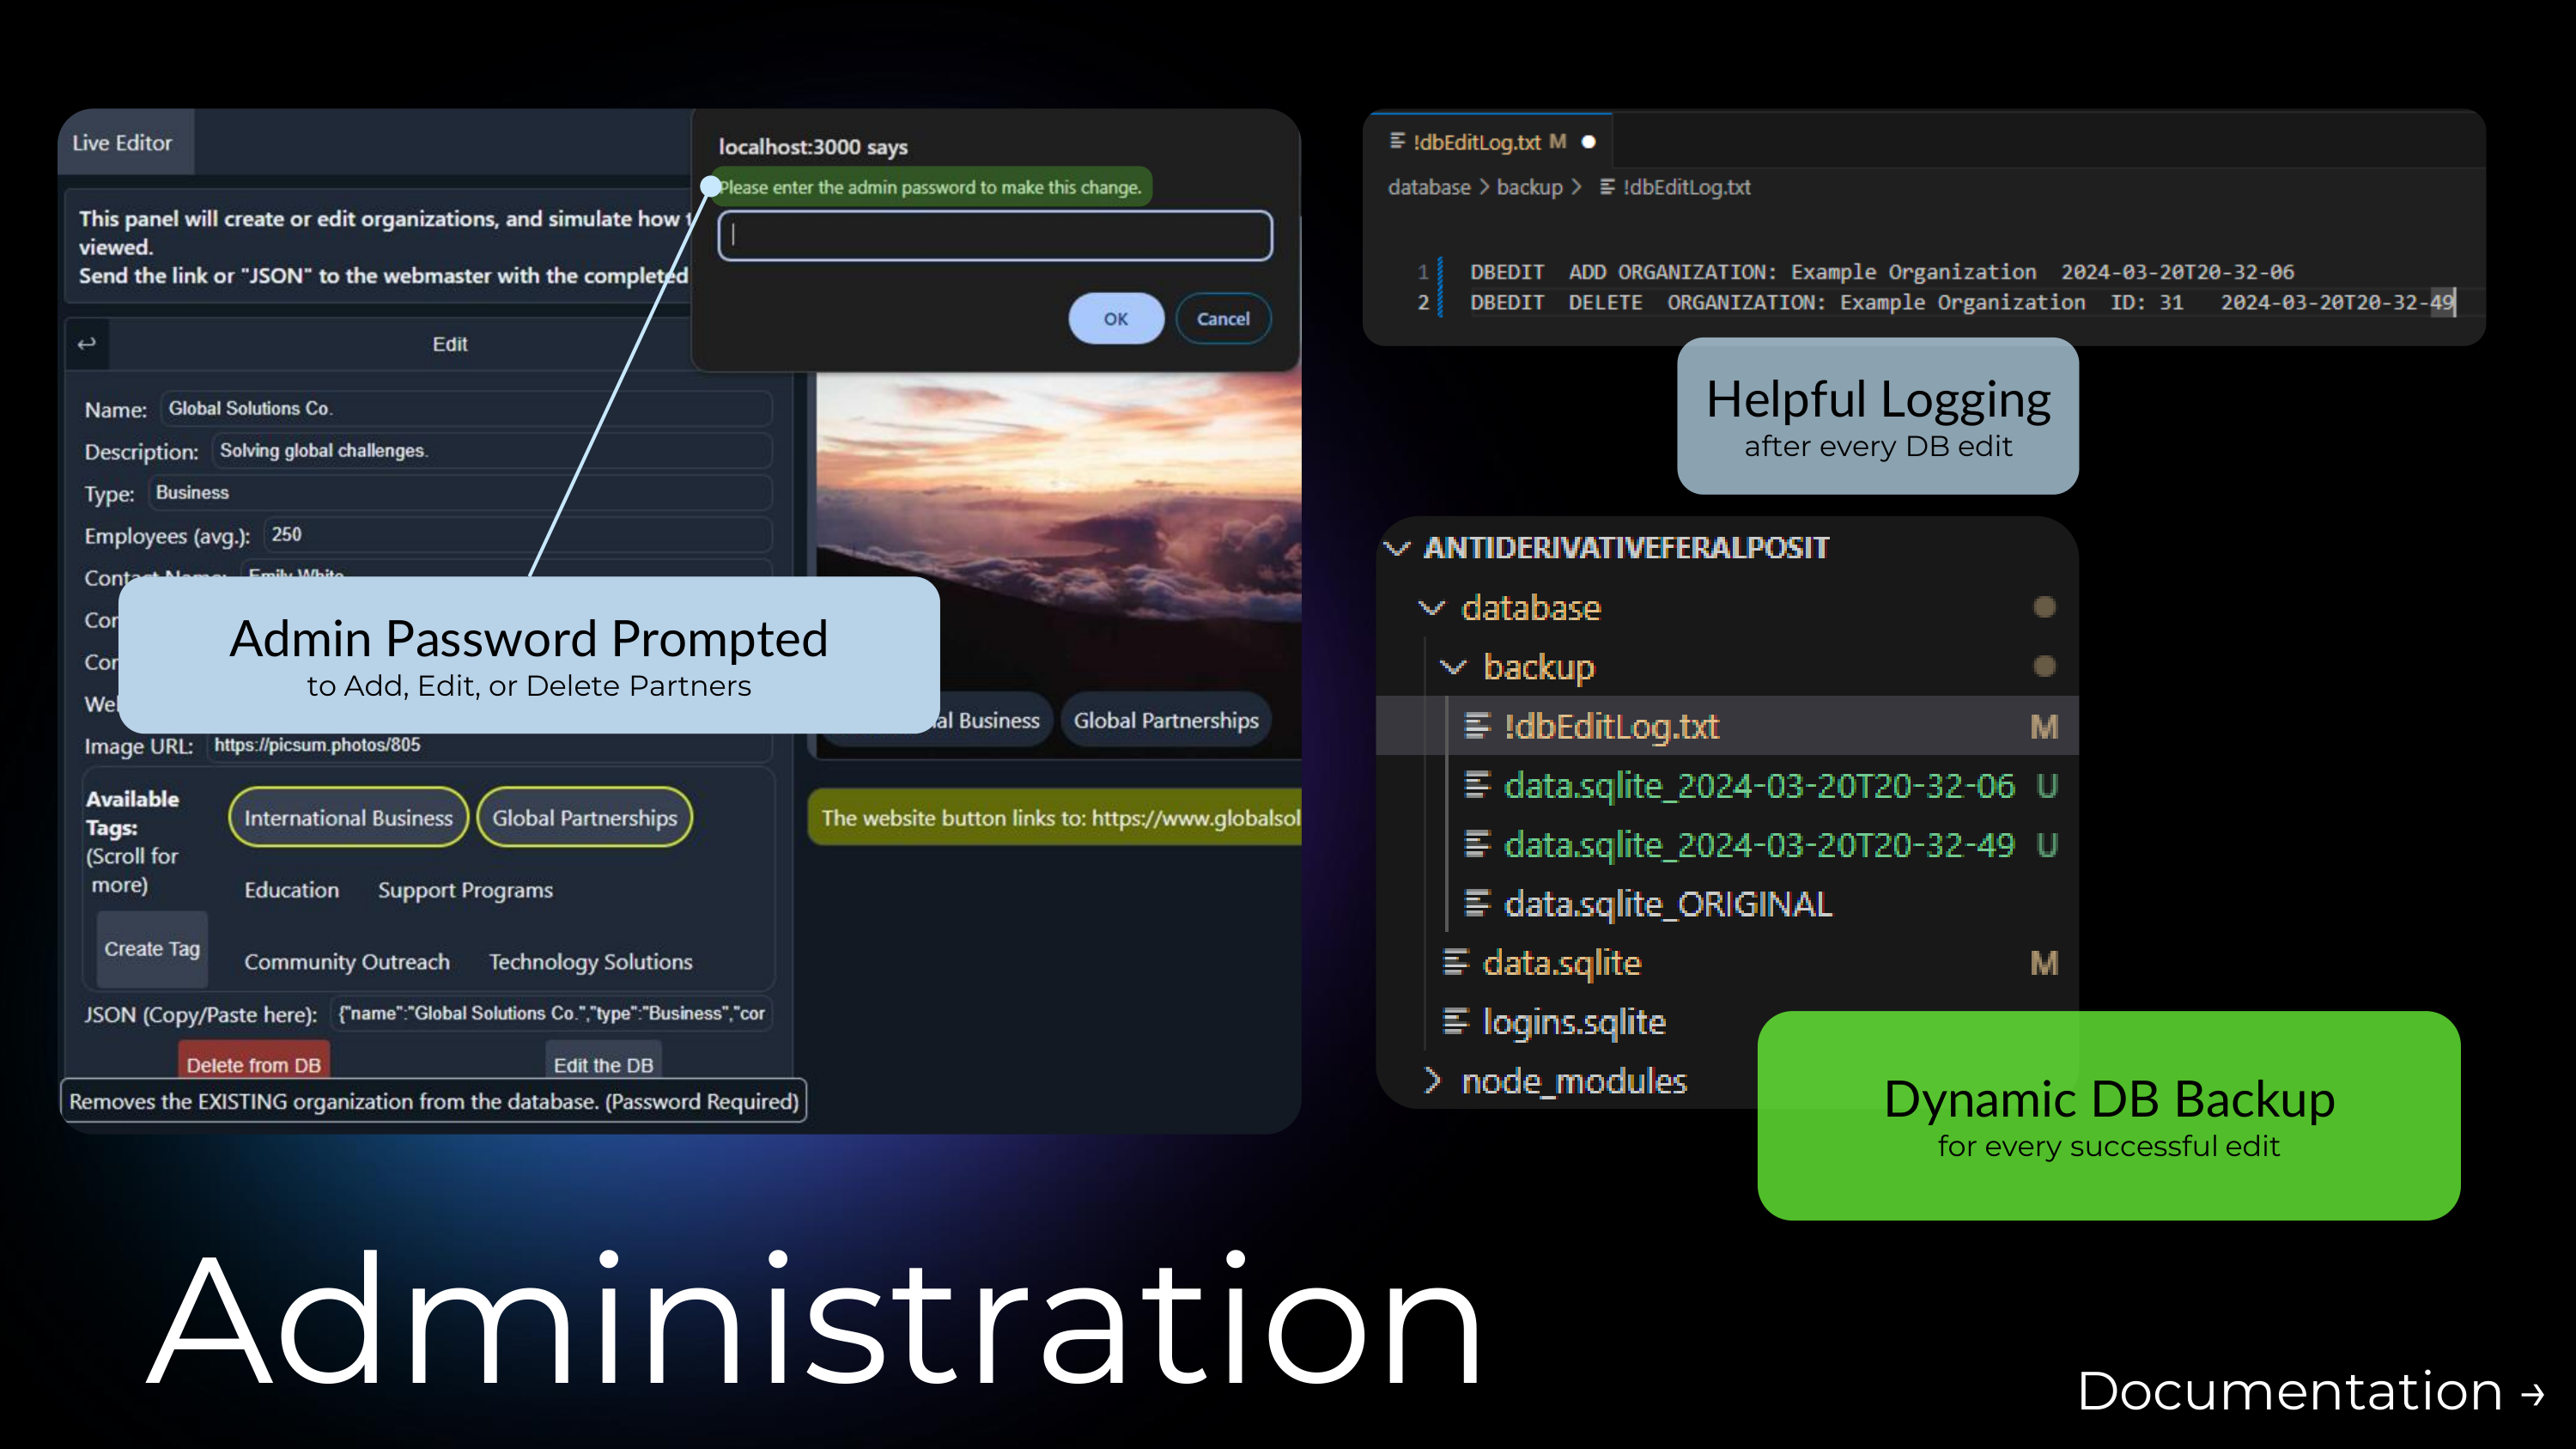 Live Editor
This panel will create or edit organizations, and simulate how
viewed.
Send the link or "JSON" to the webmaster with the completed
localhost:3000 says
Please enter the admin password to make this change.
OK
Cancel
↩
Edit
Name: Global Solutions Co.
Description: Solving global challenges.
Type: Business
Employees (avg.): 250
Admin Password Prompted
to Add, Edit, or Delete Partners
Business
Global Partnerships
Image URL: https://picsum.photos/805
Available
Tags:
(Scroll for
more)
International Business
Global Partnerships
Education
Support Programs
Create Tag
Community Outreach
Technology Solutions
JSON (Copy/Paste here): {"name":"Global Solutions Co.","type":"Business","cor
Delete from DB
Edit the DB
Removes the EXISTING organization from the database. (Password Required)
The website button links to: https://www.globalsol
!dbEditLog.txt M
database > backup > !dbEditLog.txt
1 DBEDIT ADD ORGANIZATION: Example Organization 2024-03-20T20-32-06
2 DBEDIT DELETE ORGANIZATION: Example Organization ID: 31 2024-03-20T20-32-49
Helpful Logging
after every DB edit
ANTIDERIVATIVEFERALPOSIT
database
backup
!dbEditLog.txt M
data.sqlite_2024-03-20T20-32-06 U
data.sqlite_2024-03-20T20-32-49 U
data.sqlite_ORIGINAL
data.sqlite M
logins.sqlite
node_modules
Dynamic DB Backup
for every successful edit
Administration
Documentation →